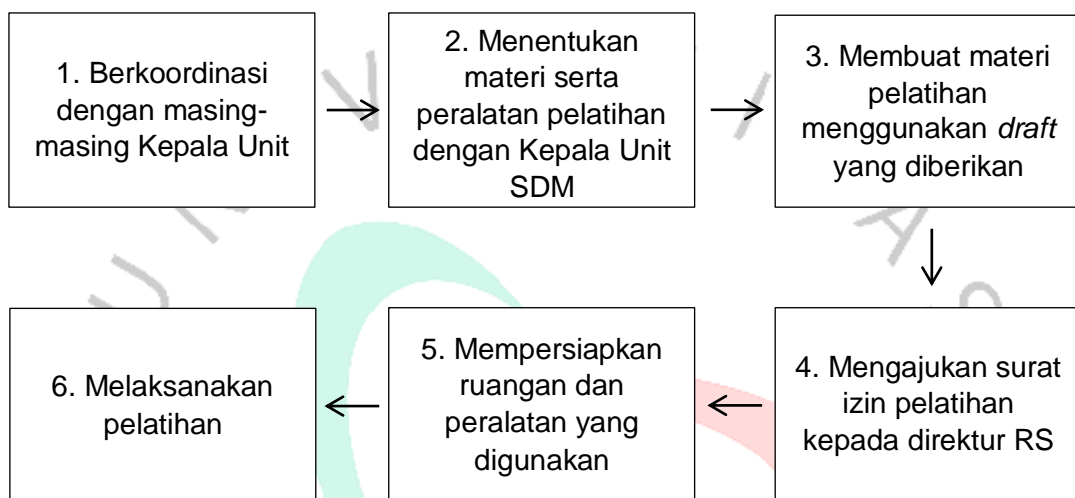 1. Berkoordinasi
dengan masing-
masing Kepala Unit
2. Menentukan
materi serta
peralatan pelatihan
dengan Kepala Unit
SDM
3. Membuat materi
pelatihan
menggunakan draft
yang diberikan
4. Mengajukan surat
izin pelatihan
kepada direktur RS
5. Mempersiapkan
ruangan dan
peralatan yang
digunakan
6. Melaksanakan
pelatihan